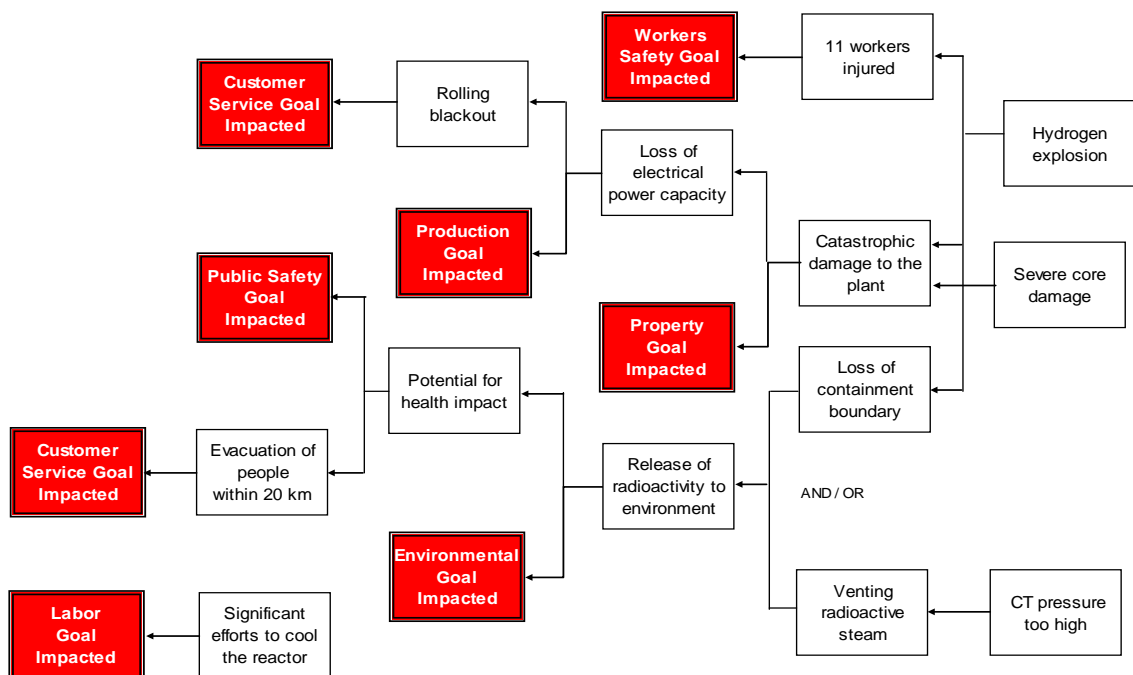 Workers
Safety Goal
Impacted
11 workers
injured
Customer
Service Goal
Impacted
Rolling
blackout
Hydrogen
explosion
Loss of
electrical
power capacity
Production
Goal
Impacted
Catastrophic
damage to the
plant
Public Safety
Goal
Impacted
Severe core
damage
Property
Goal
Impacted
Potential for
health impact
Loss of
containment
boundary
Customer
Service Goal
Impacted
Evacuation of
people
within 20 km
Release of
radioactivity to
environment
AND / OR
Environmental
Goal
Impacted
Venting
radioactive
steam
CT pressure
too high
Labor
Goal
Impacted
Significant
efforts to cool
the reactor